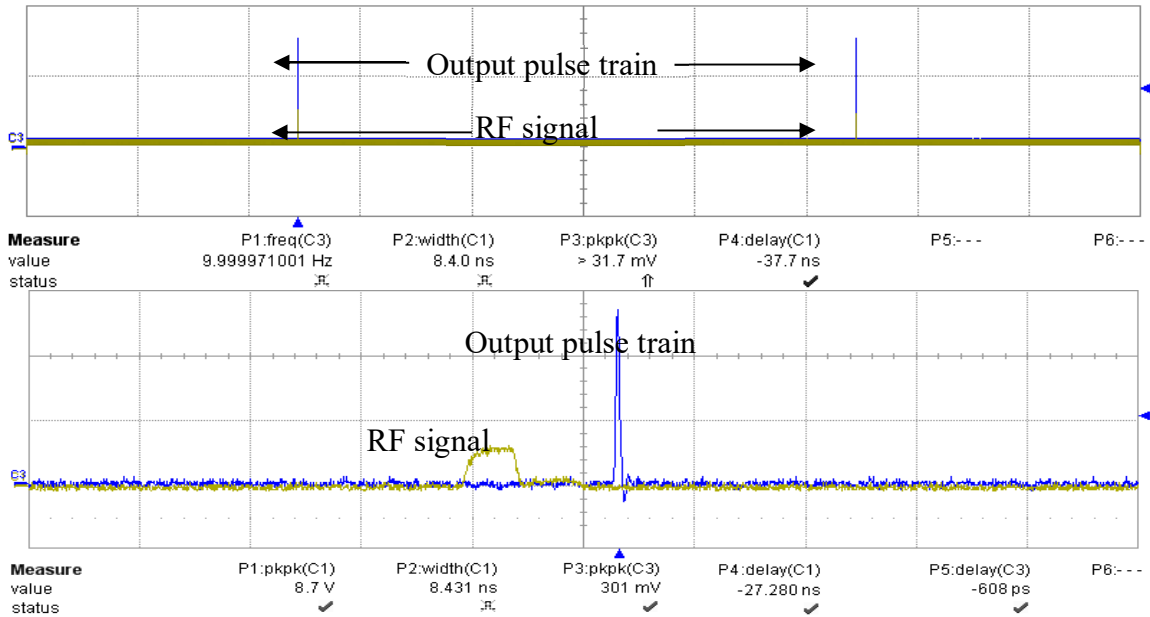 Output pulse train
RF signal
C3
Measure P1:freq(C3) P2:width(C1) P3:pkpk(C3) P4:delay(C1) P5:--- P6:---
value 9.999971001 Hz 8.4.0 ns > 31.7 mV -37.7 ns
status
Output pulse train
RF signal
C3
Measure P1:pkpk(C1) P2:width(C1) P3:pkpk(C3) P4:delay(C1) P5:delay(C3) P6:---
value 8.7 V 8.431 ns 301 mV -27.280 ns -608 ps
status